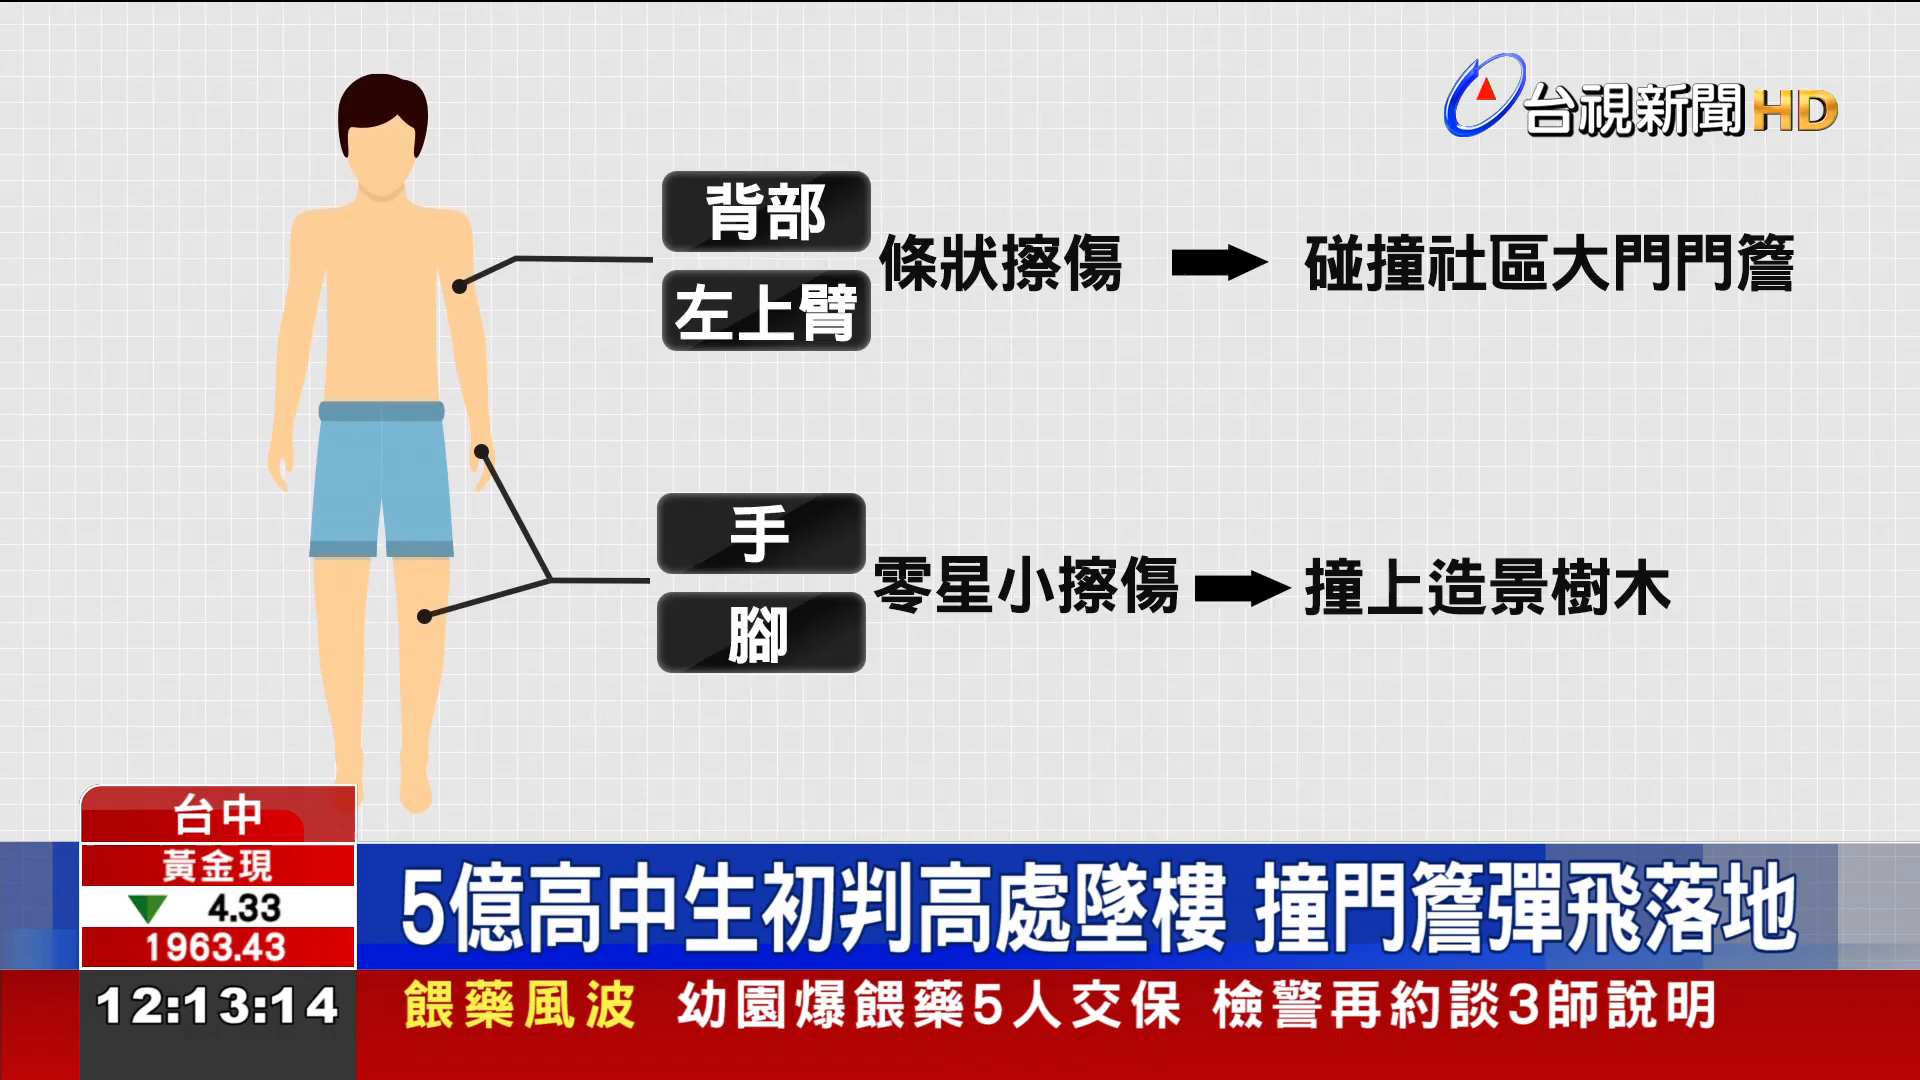 台視新聞HD
背部
左上臂
條狀擦傷
碰撞社區大門門簷
手
腳
零星小擦傷
撞上造景樹木
台中
黃金現
4.33
1963.43
12:13:14
5億高中生初判高處墜樓 撞門簷彈飛落地
餵藥風波 幼園爆餵藥5人交保 檢警再約談3師說明